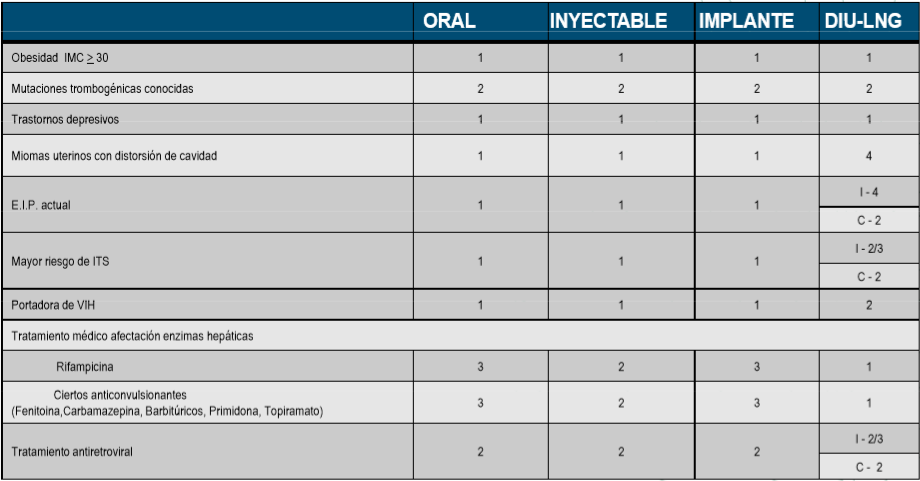 ORAL INYECTABLE IMPLANTE DIU-LNG
Obesidad IMC ≥ 30 1 1 1 1
Mutaciones trombogénicas conocidas 2 2 2 2
Trastornos depresivos 1 1 1 1
Miomas uterinos con distorsión de cavidad 1 1 1 4
E.I.P. actual 1 1 1 I - 4
C - 2
Mayor riesgo de ITS 1 1 1 I - 2/3
C - 2
Portadora de VIH 1 1 1 2
Tratamiento médico afectación enzimas hepáticas
Rifampicina 3 2 3 1
Ciertos anticonvulsionantes
(Fenitoina,Carbamazepina, Barbitúricos, Primidona, Topiramato) 3 2 3 1
Tratamiento antiretroviral 2 2 2 I - 2/3
C - 2